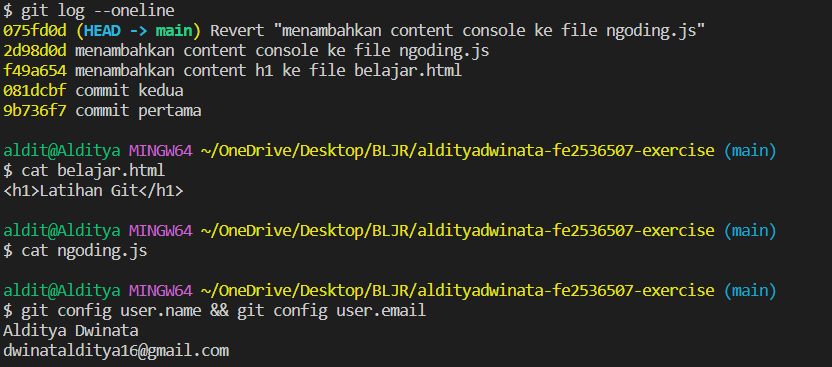 $ git log --oneline
075fd0d (HEAD -> main) Revert "menambahkan content console ke file ngoding.js"
2d98d0d menambahkan content console ke file ngoding.js
f49a654 menambahkan content h1 ke file belajar.html
081dcbf commit kedua
9b736f7 commit pertama
aldit@Alditya MINGW64 ~/OneDrive/Desktop/BLJR/aldityadwinata-fe2536507-exercise (main)
$ cat belajar.html
<h1>Latihan Git</h1>
aldit@Alditya MINGW64 ~/OneDrive/Desktop/BLJR/aldityadwinata-fe2536507-exercise (main)
$ cat ngoding.js
aldit@Alditya MINGW64 ~/OneDrive/Desktop/BLJR/aldityadwinata-fe2536507-exercise (main)
$ git config user.name && git config user.email
Alditya Dwinata
dwinatalditya16@gmail.com